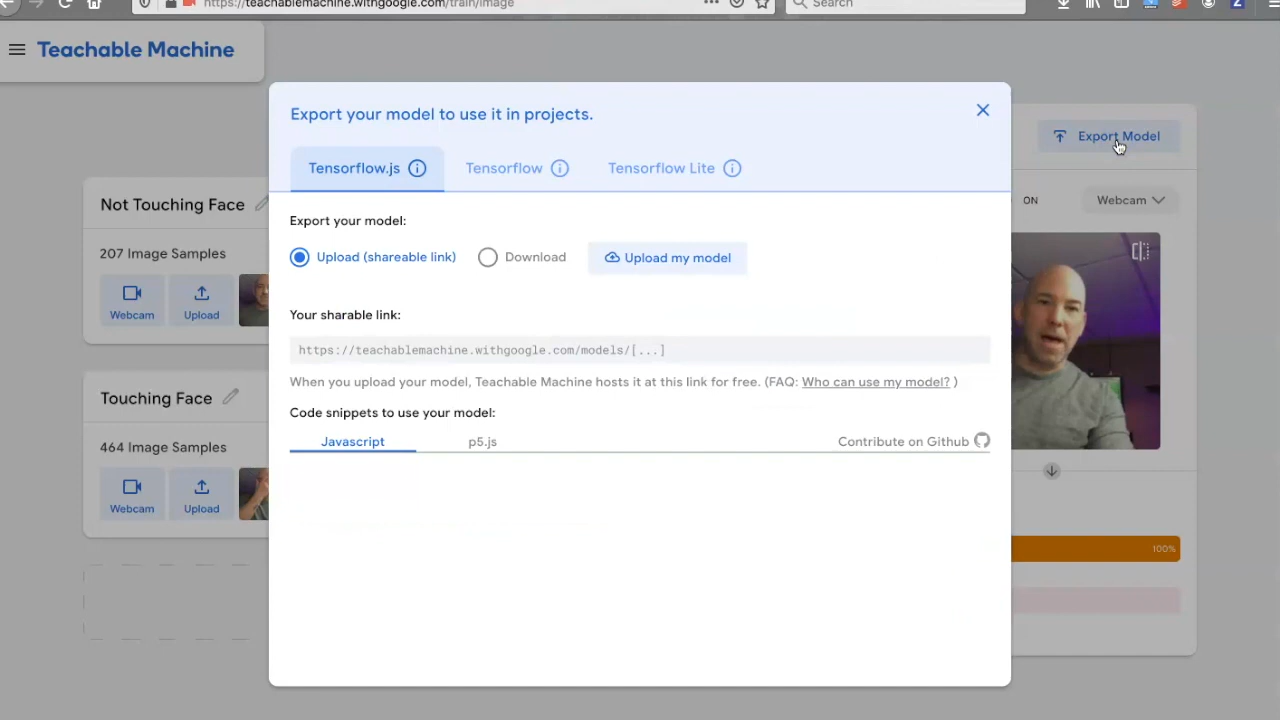 https://teachablemachine.withgoogle.com/train/image
Search
Teachable Machine
Export your model to use it in projects.
Export Model
Tensorflow.js
Tensorflow
Tensorflow Lite
ON
Webcam
Not Touching Face
Export your model:
207 Image Samples
Upload (shareable link)
Download
Upload my model
Webcam
Upload
Your sharable link:
https://teachablemachine.withgoogle.com/models/[...]
When you upload your model, Teachable Machine hosts it at this link for free. (FAQ: Who can use my model? )
Touching Face
Code snippets to use your model:
Javascript
p5.js
Contribute on Github
464 Image Samples
Webcam
Upload
100%